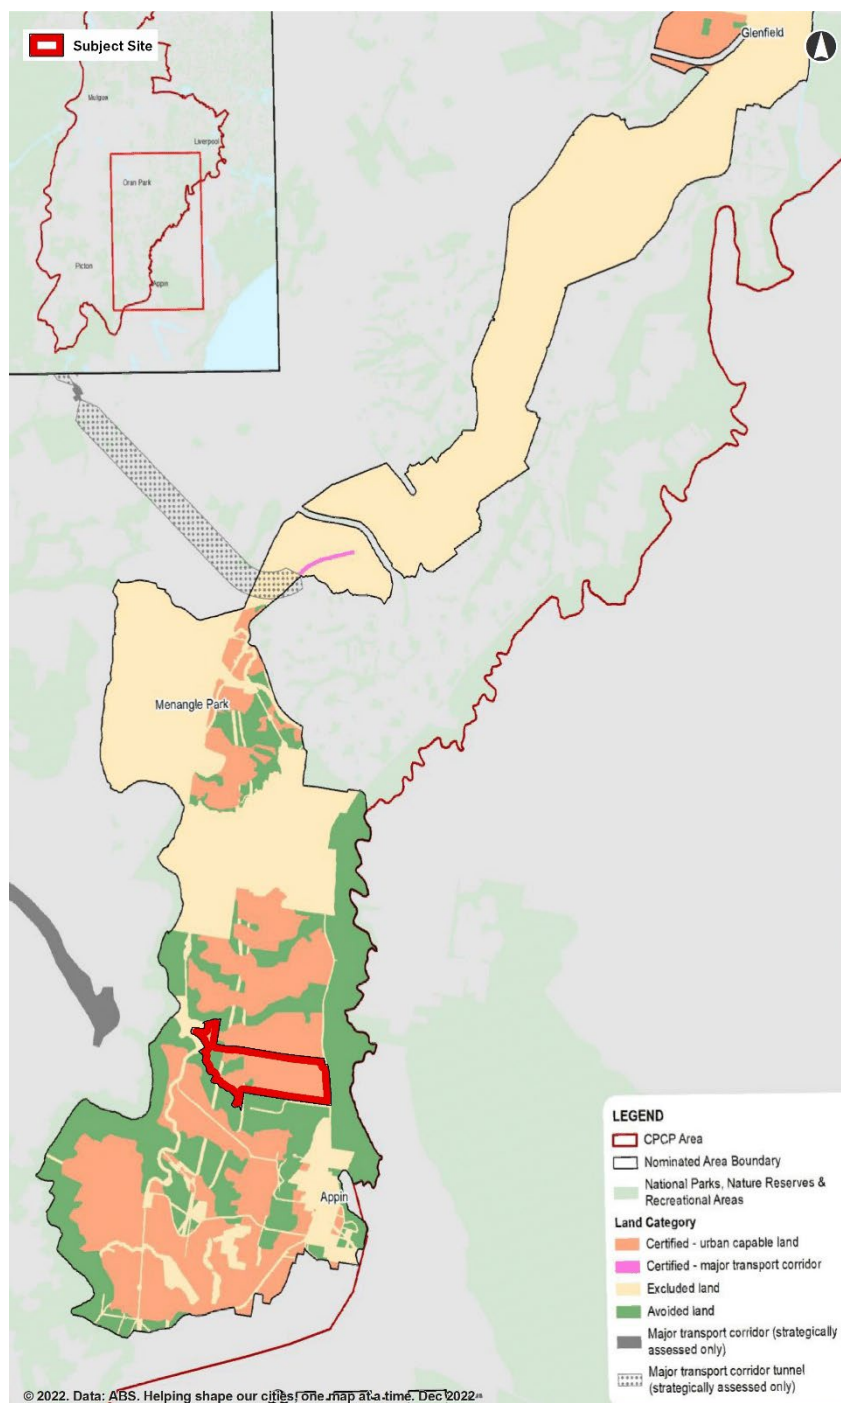 Subject Site
Glenfield
Mulgoa
Liverpool
Oran Park
Picton
Appin
Menangle Park
Appin
LEGEND
CPCP Area
Nominated Area Boundary
National Parks, Nature Reserves &
Recreational Areas
Land Category
Certified - urban capable land
Certified - major transport corridor
Excluded land
Avoided land
Major transport corridor (strategically
assessed only)
Major transport corridor tunnel
(strategically assessed only)
© 2022. Data: ABS. Helping shape our cities, one map at a time. Dec 2022